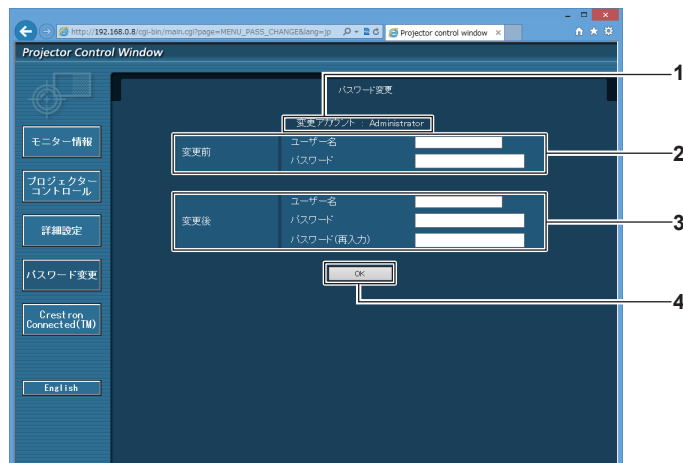 http://192.168.0.8/cgi-bin/main.cgi?page=MENU_PASS_CHANGE&lang=jp
Projector control window
Projector Control Window
パスワード変更
1
変更アカウント : Administrator
モニター情報
変更前
ユーザー名
パスワード
2
プロジェクター
コントロール
変更後
ユーザー名
パスワード
パスワード(再入力)
3
詳細設定
パスワード変更
OK
4
Crestron
Connected(TM)
English